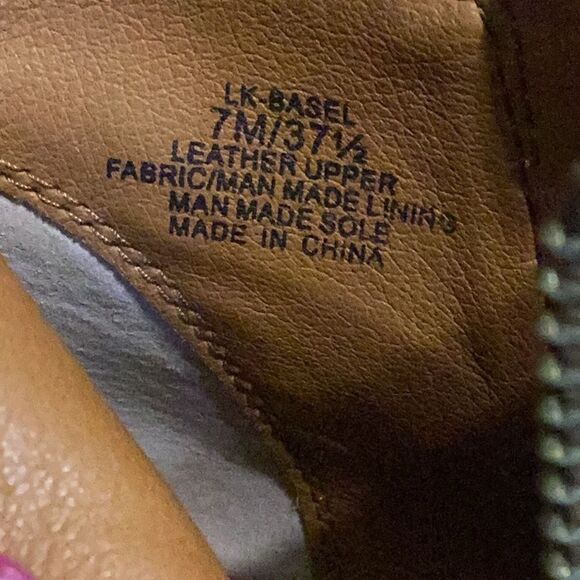 LK-BASEL
7M/37½
LEATHER UPPER
FABRIC/MAN MADE LINING
MAN MADE SOLE
MADE IN CHINA